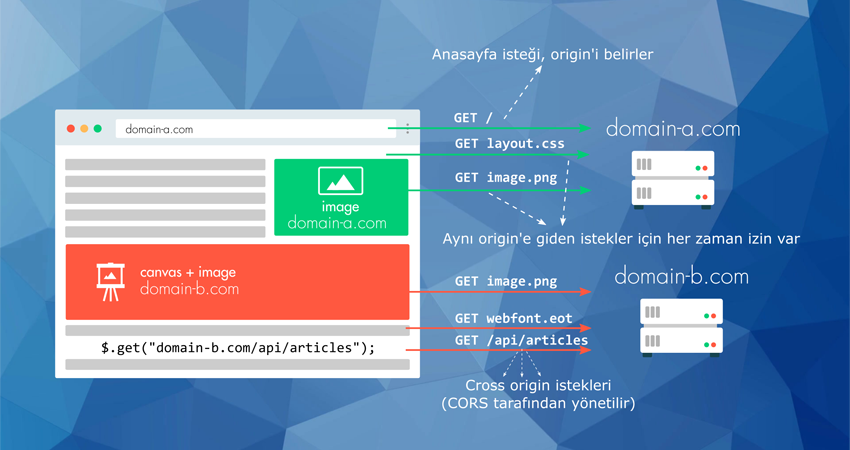 Anasayfa isteği, origin'i belirler
domain-a.com
GET /
GET layout.css
GET image.png
domain-a.com
image
domain-a.com
Aynı origin'e giden istekler için her zaman izin var
canvas + image
domain-b.com
domain-b.com
GET image.png
GET webfont.eot
GET /api/articles
$.get("domain-b.com/api/articles");
Cross origin istekleri
(CORS tarafından yönetilir)